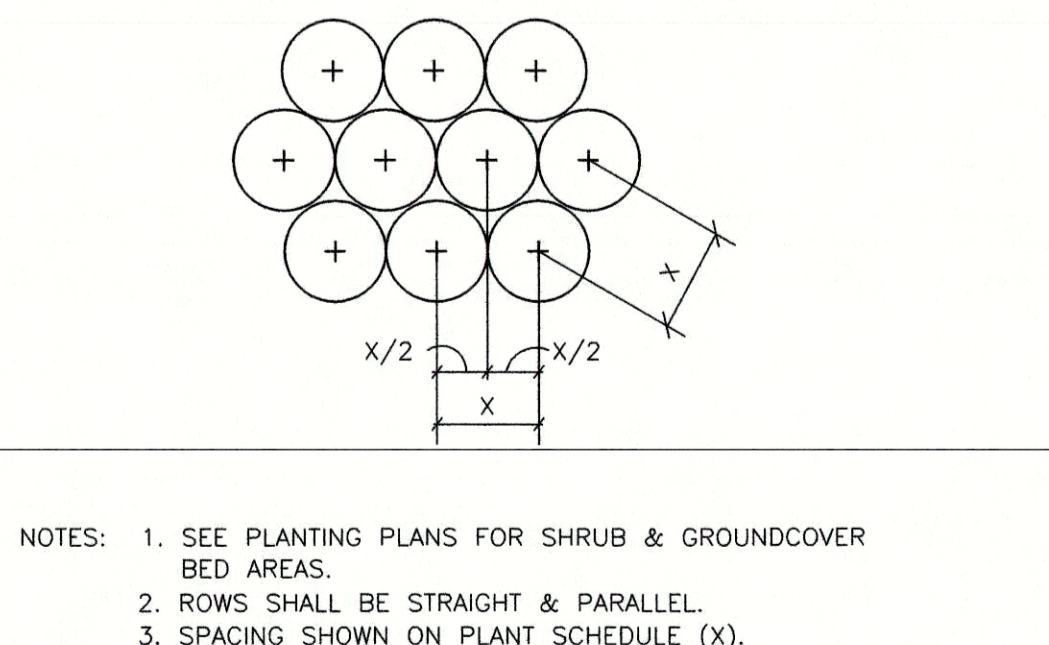 X
X/2 X/2
X
NOTES: 1. SEE PLANTING PLANS FOR SHRUB & GROUNDCOVER
BED AREAS.
2. ROWS SHALL BE STRAIGHT & PARALLEL.
3. SPACING SHOWN ON PLANT SCHEDULE (X).